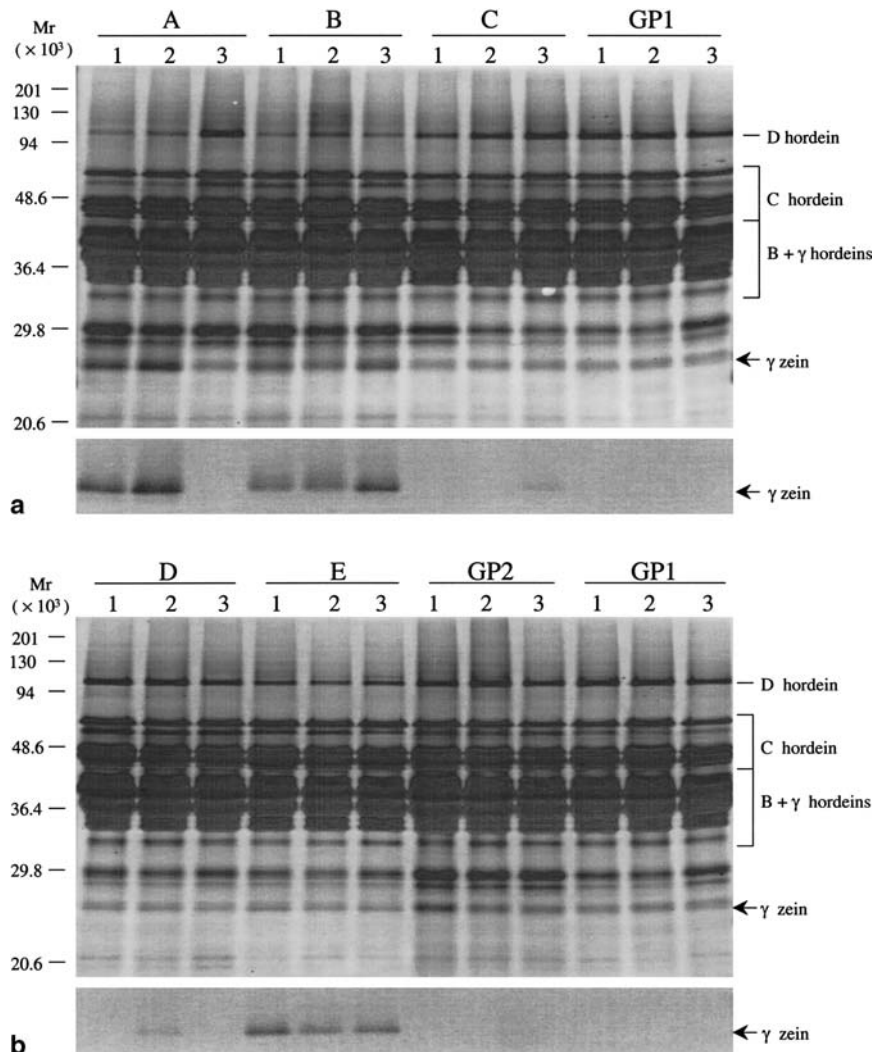 A B C GP1
Mr
( × 10³) 1 2 3 1 2 3 1 2 3 1 2 3
201
130
94
D hordein
C hordein
48.6
B + γ hordeins
36.4
29.8
γ zein
20.6
γ zein
a
D E GP2 GP1
Mr
( × 10³) 1 2 3 1 2 3 1 2 3 1 2 3
201
130
D hordein
94
C hordein
48.6
B + γ hordeins
36.4
29.8
γ zein
20.6
γ zein
b